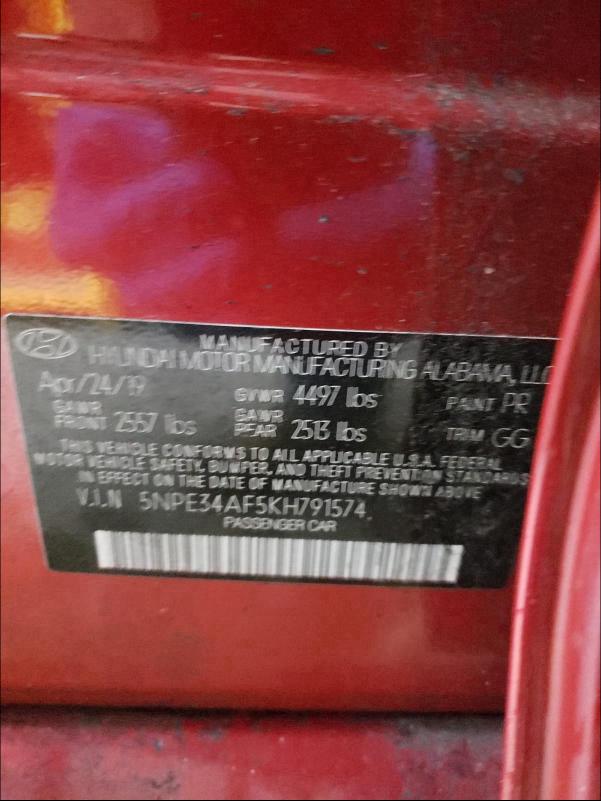 MANUFACTURED BY
HYUNDAI MOTOR MANUFACTURING ALABAMA, LLC
Apr/24/19 GVWR 4497 lbs PAINT PR
GAWR FRONT 2557 lbs GAWR REAR 2513 lbs TRIM GG
THIS VEHICLE CONFORMS TO ALL APPLICABLE U.S.A. FEDERAL
MOTOR VEHICLE SAFETY, BUMPER, AND THEFT PREVENTION STANDARDS
IN EFFECT ON THE DATE OF MANUFACTURE SHOWN ABOVE
V.I.N 5NPE34AF5KH791574
PASSENGER CAR